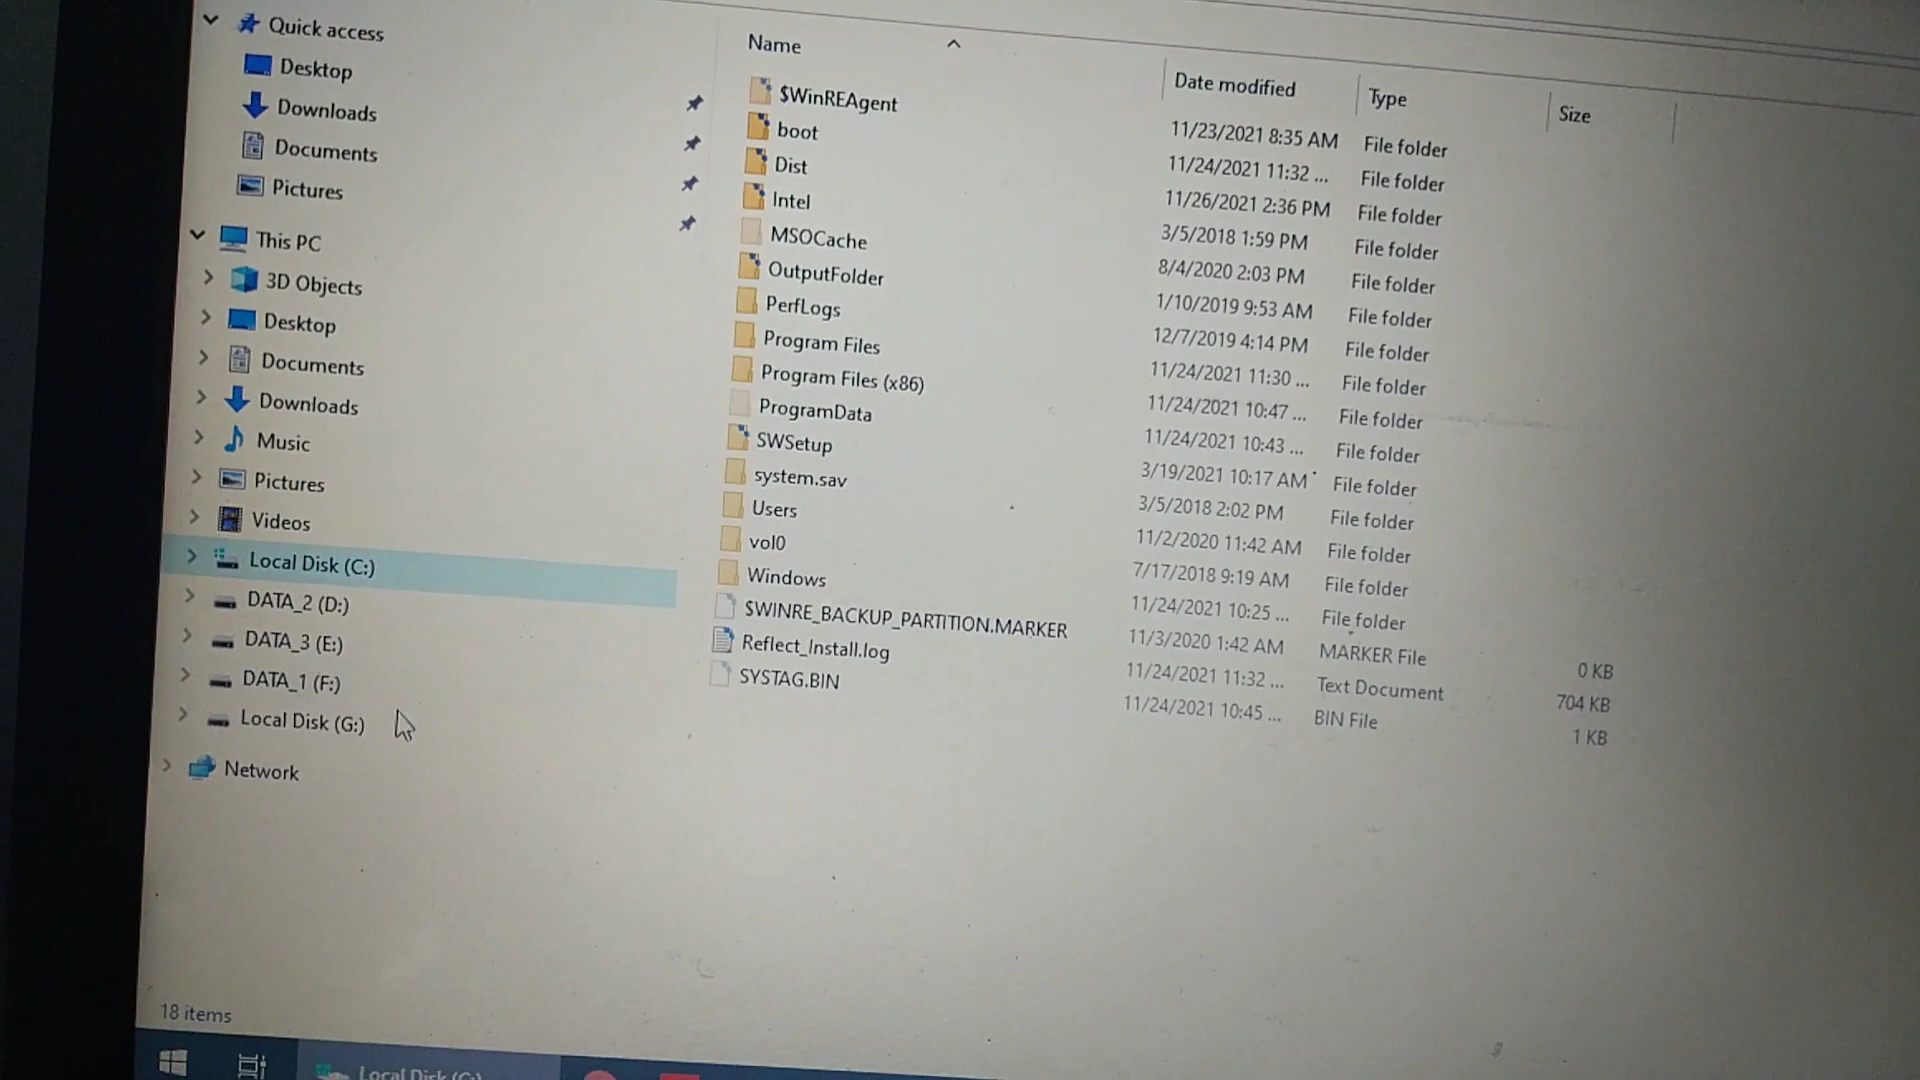 Quick access
Desktop
Downloads
Documents
Pictures
This PC
3D Objects
Desktop
Documents
Downloads
Music
Pictures
Videos
Local Disk (C:)
DATA_2 (D:)
DATA_3 (E:)
DATA_1 (F:)
Local Disk (G:)
Network
Name Date modified Type Size
$WinREAgent 11/23/2021 8:35 AM File folder
boot 11/24/2021 11:32 ... File folder
Dist 11/26/2021 2:36 PM File folder
Intel 3/5/2018 1:59 PM File folder
MSOCache 8/4/2020 2:03 PM File folder
OutputFolder 1/10/2019 9:53 AM File folder
PerfLogs 12/7/2019 4:14 PM File folder
Program Files 11/24/2021 11:30 ... File folder
Program Files (x86) 11/24/2021 10:47 ... File folder
ProgramData 11/24/2021 10:43 ... File folder
SWSetup 3/19/2021 10:17 AM File folder
system.sav 3/5/2018 2:02 PM File folder
Users 11/2/2020 11:42 AM File folder
vol0 7/17/2018 9:19 AM File folder
Windows 11/24/2021 10:25 ... File folder
$WINRE_BACKUP_PARTITION.MARKER 11/3/2020 1:42 AM MARKER File 0 KB
Reflect_Install.log 11/24/2021 11:32 ... Text Document 704 KB
SYSTAG.BIN 11/24/2021 10:45 ... BIN File 1 KB
18 items
Local Disk (C:)